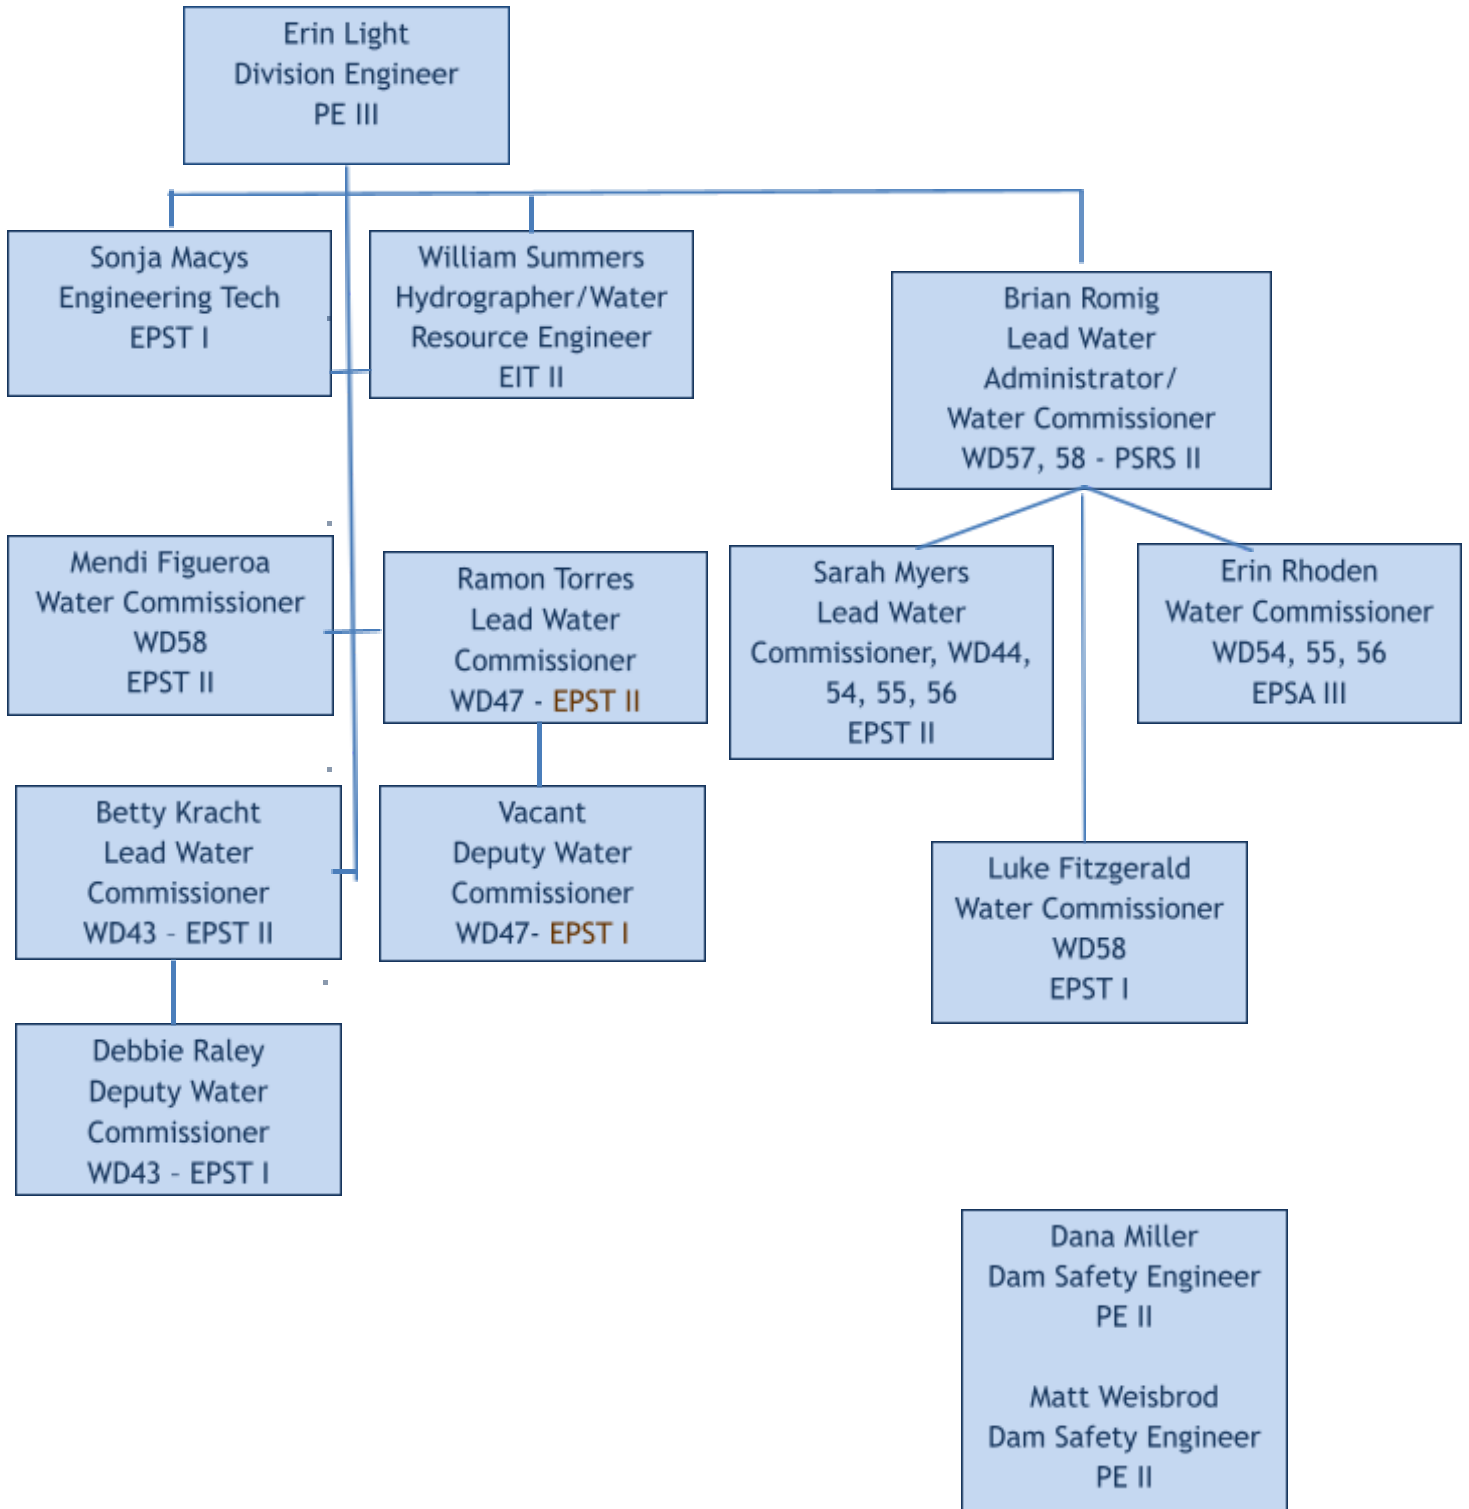 Erin Light
Division Engineer
PE III
Sonja Macys
Engineering Tech
EPST I
William Summers
Hydrographer/Water
Resource Engineer
EIT II
Brian Romig
Lead Water
Administrator/
Water Commissioner
WD57, 58 - PSRS II
Mendi Figueroa
Water Commissioner
WD58
EPST II
Ramon Torres
Lead Water
Commissioner
WD47 - EPST II
Sarah Myers
Lead Water
Commissioner, WD44,
54, 55, 56
EPST II
Erin Rhoden
Water Commissioner
WD54, 55, 56
EPSA III
Betty Kracht
Lead Water
Commissioner
WD43 – EPST II
Vacant
Deputy Water
Commissioner
WD47- EPST I
Luke Fitzgerald
Water Commissioner
WD58
EPST I
Debbie Raley
Deputy Water
Commissioner
WD43 – EPST I
Dana Miller
Dam Safety Engineer
PE II
Matt Weisbrod
Dam Safety Engineer
PE II